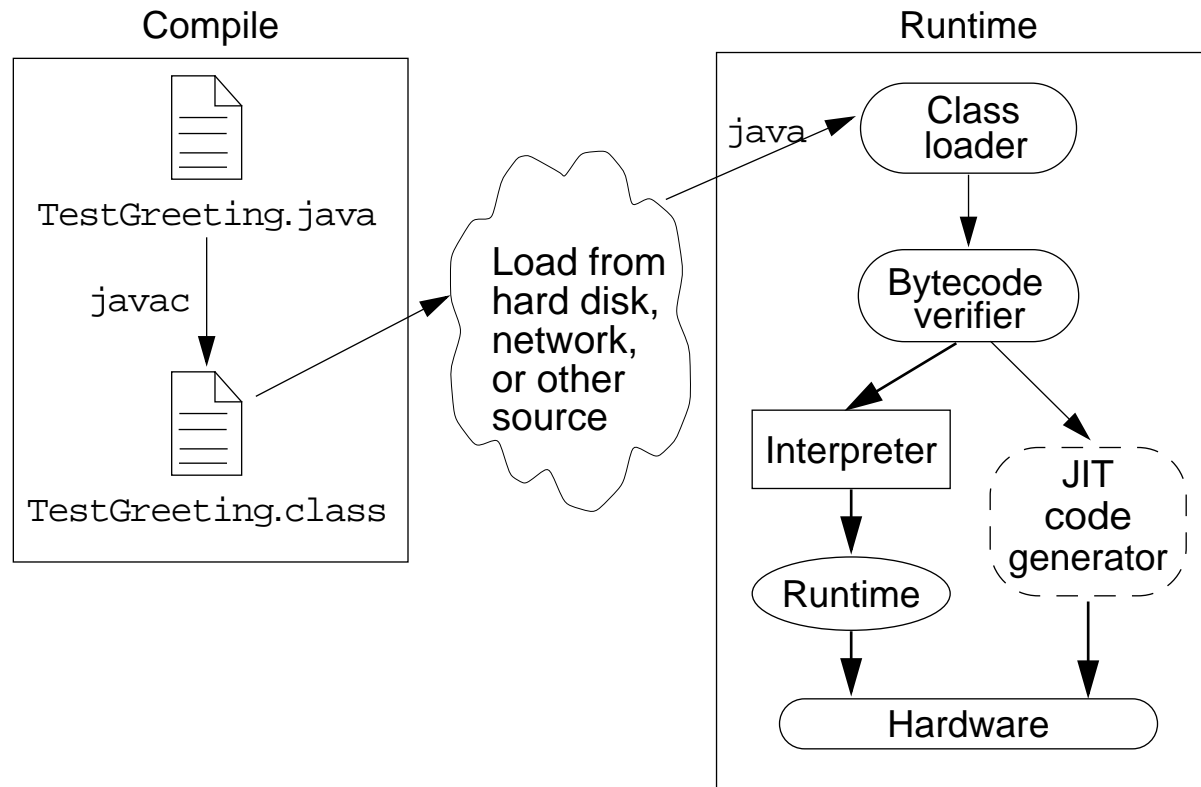 Compile
TestGreeting.java
javac
TestGreeting.class
Load from
hard disk,
network,
or other
source
Runtime
java
Class
loader
Bytecode
verifier
Interpreter
JIT
code
generator
Runtime
Hardware